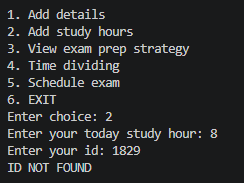 1. Add details
2. Add study hours
3. View exam prep strategy
4. Time dividing
5. Schedule exam
6. EXIT
Enter choice: 2
Enter your today study hour: 8
Enter your id: 1829
ID NOT FOUND